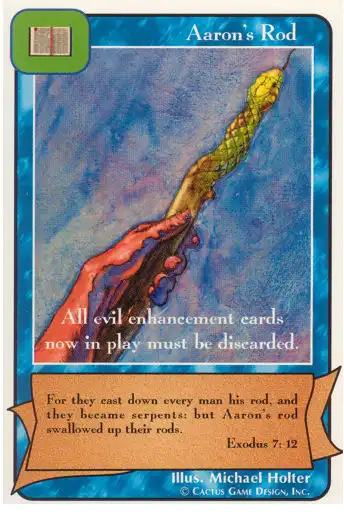 Aaron's Rod
All evil enhancement cards
now in play must be discarded.
For they cast down every man his rod, and
they became serpents: but Aaron's rod
swallowed up their rods.
Exodus 7: 12
Illus. Michael Holter
© Cactus Game Design, Inc.